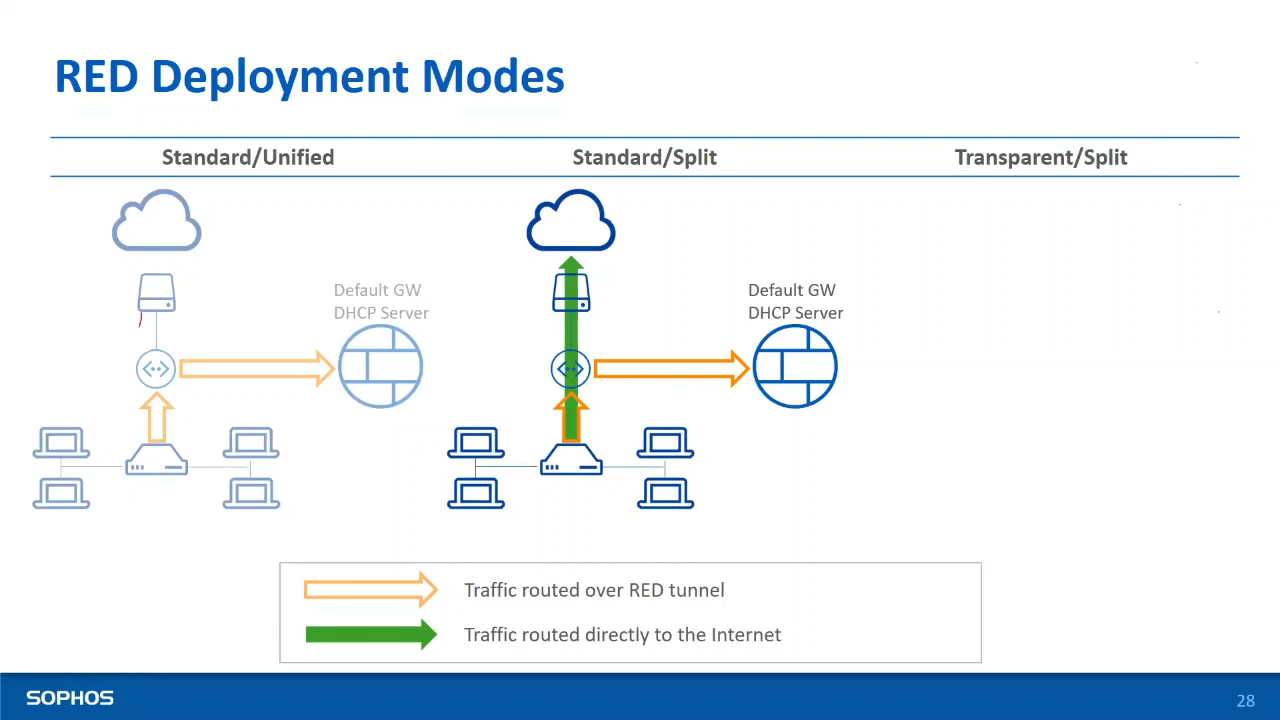 RED Deployment Modes
Standard/Unified
Standard/Split
Transparent/Split
Default GW
DHCP Server
Default GW
DHCP Server
Traffic routed over RED tunnel
Traffic routed directly to the Internet
SOPHOS
28